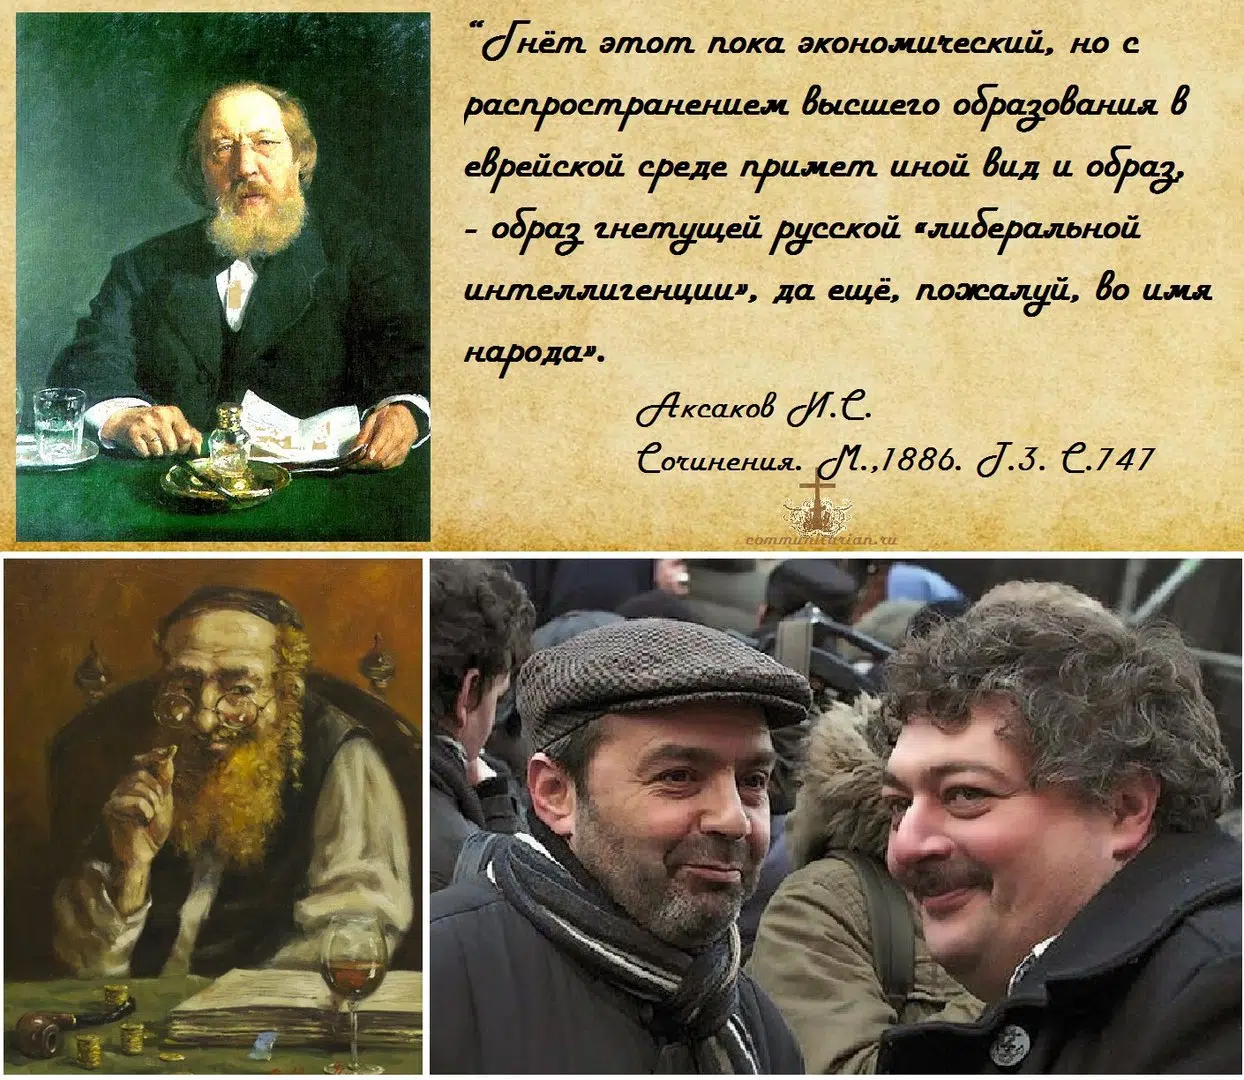 “Гнёт этот пока экономический, но с
распространением высшего образования в
еврейской среде примет иной вид и образ,
- образ гнетущей русской «либеральной
интеллигенции», да ещё, пожалуй, во имя
народа».
Аксаков И.С.
Сочинения. М.,1886. Т.3. С.747
communitarian.ru